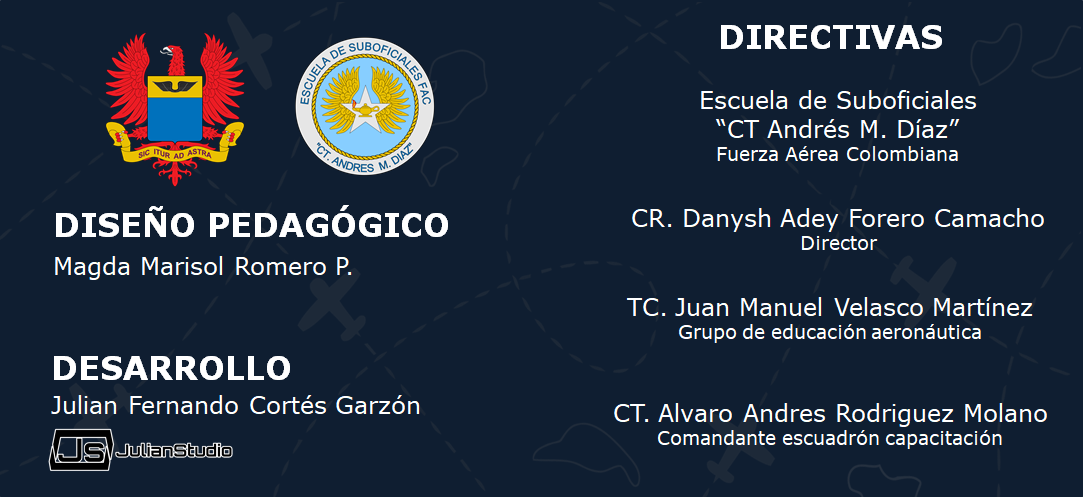 SIC ITUR AD ASTRA
ESCUELA DE SUBOFICIALES FAC
"CT. ANDRES M. DIAZ"
DISEÑO PEDAGÓGICO
Magda Marisol Romero P.
DESARROLLO
Julian Fernando Cortés Garzón
JS JulianStudio
DIRECTIVAS
Escuela de Suboficiales
“CT Andrés M. Díaz”
Fuerza Aérea Colombiana
CR. Danysh Adey Forero Camacho
Director
TC. Juan Manuel Velasco Martínez
Grupo de educación aeronáutica
CT. Alvaro Andres Rodriguez Molano
Comandante escuadrón capacitación